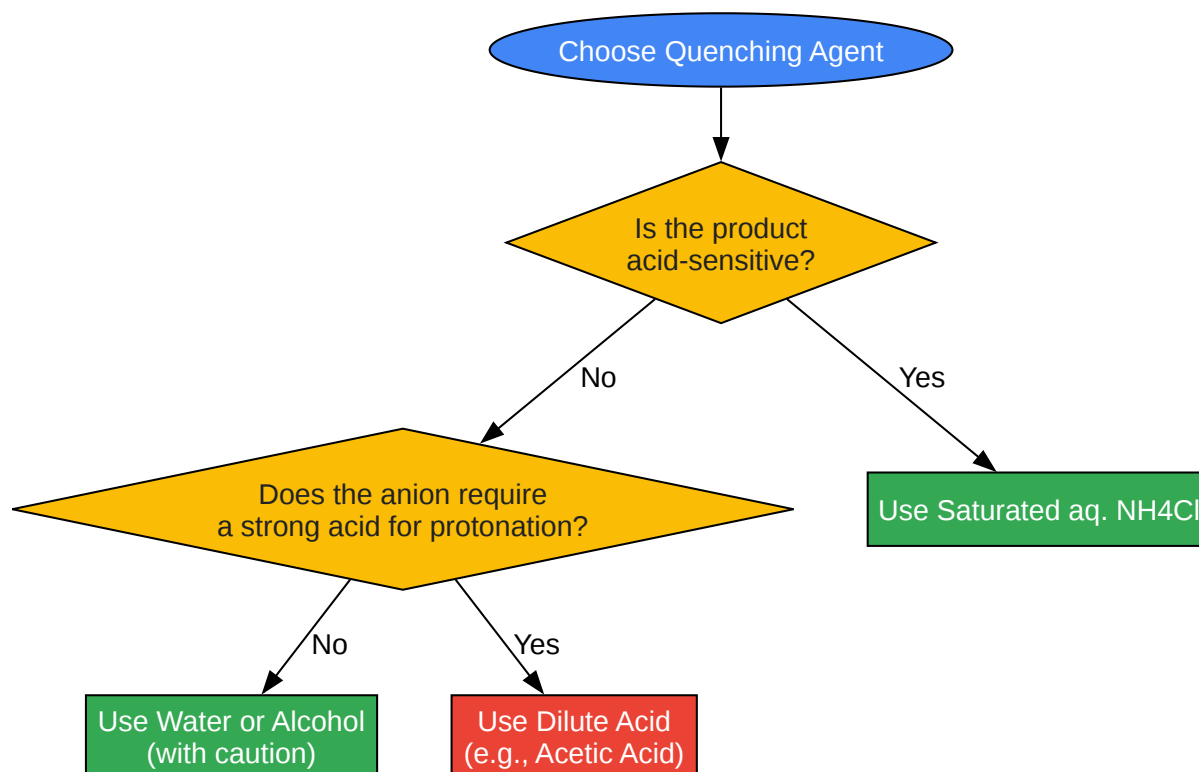 Choose Quenching Agent
Is the product
acid-sensitive?
No
Yes
Does the anion require
a strong acid for protonation?
Use Saturated aq. NH4Cl
No
Yes
Use Water or Alcohol
(with caution)
Use Dilute Acid
(e.g., Acetic Acid)